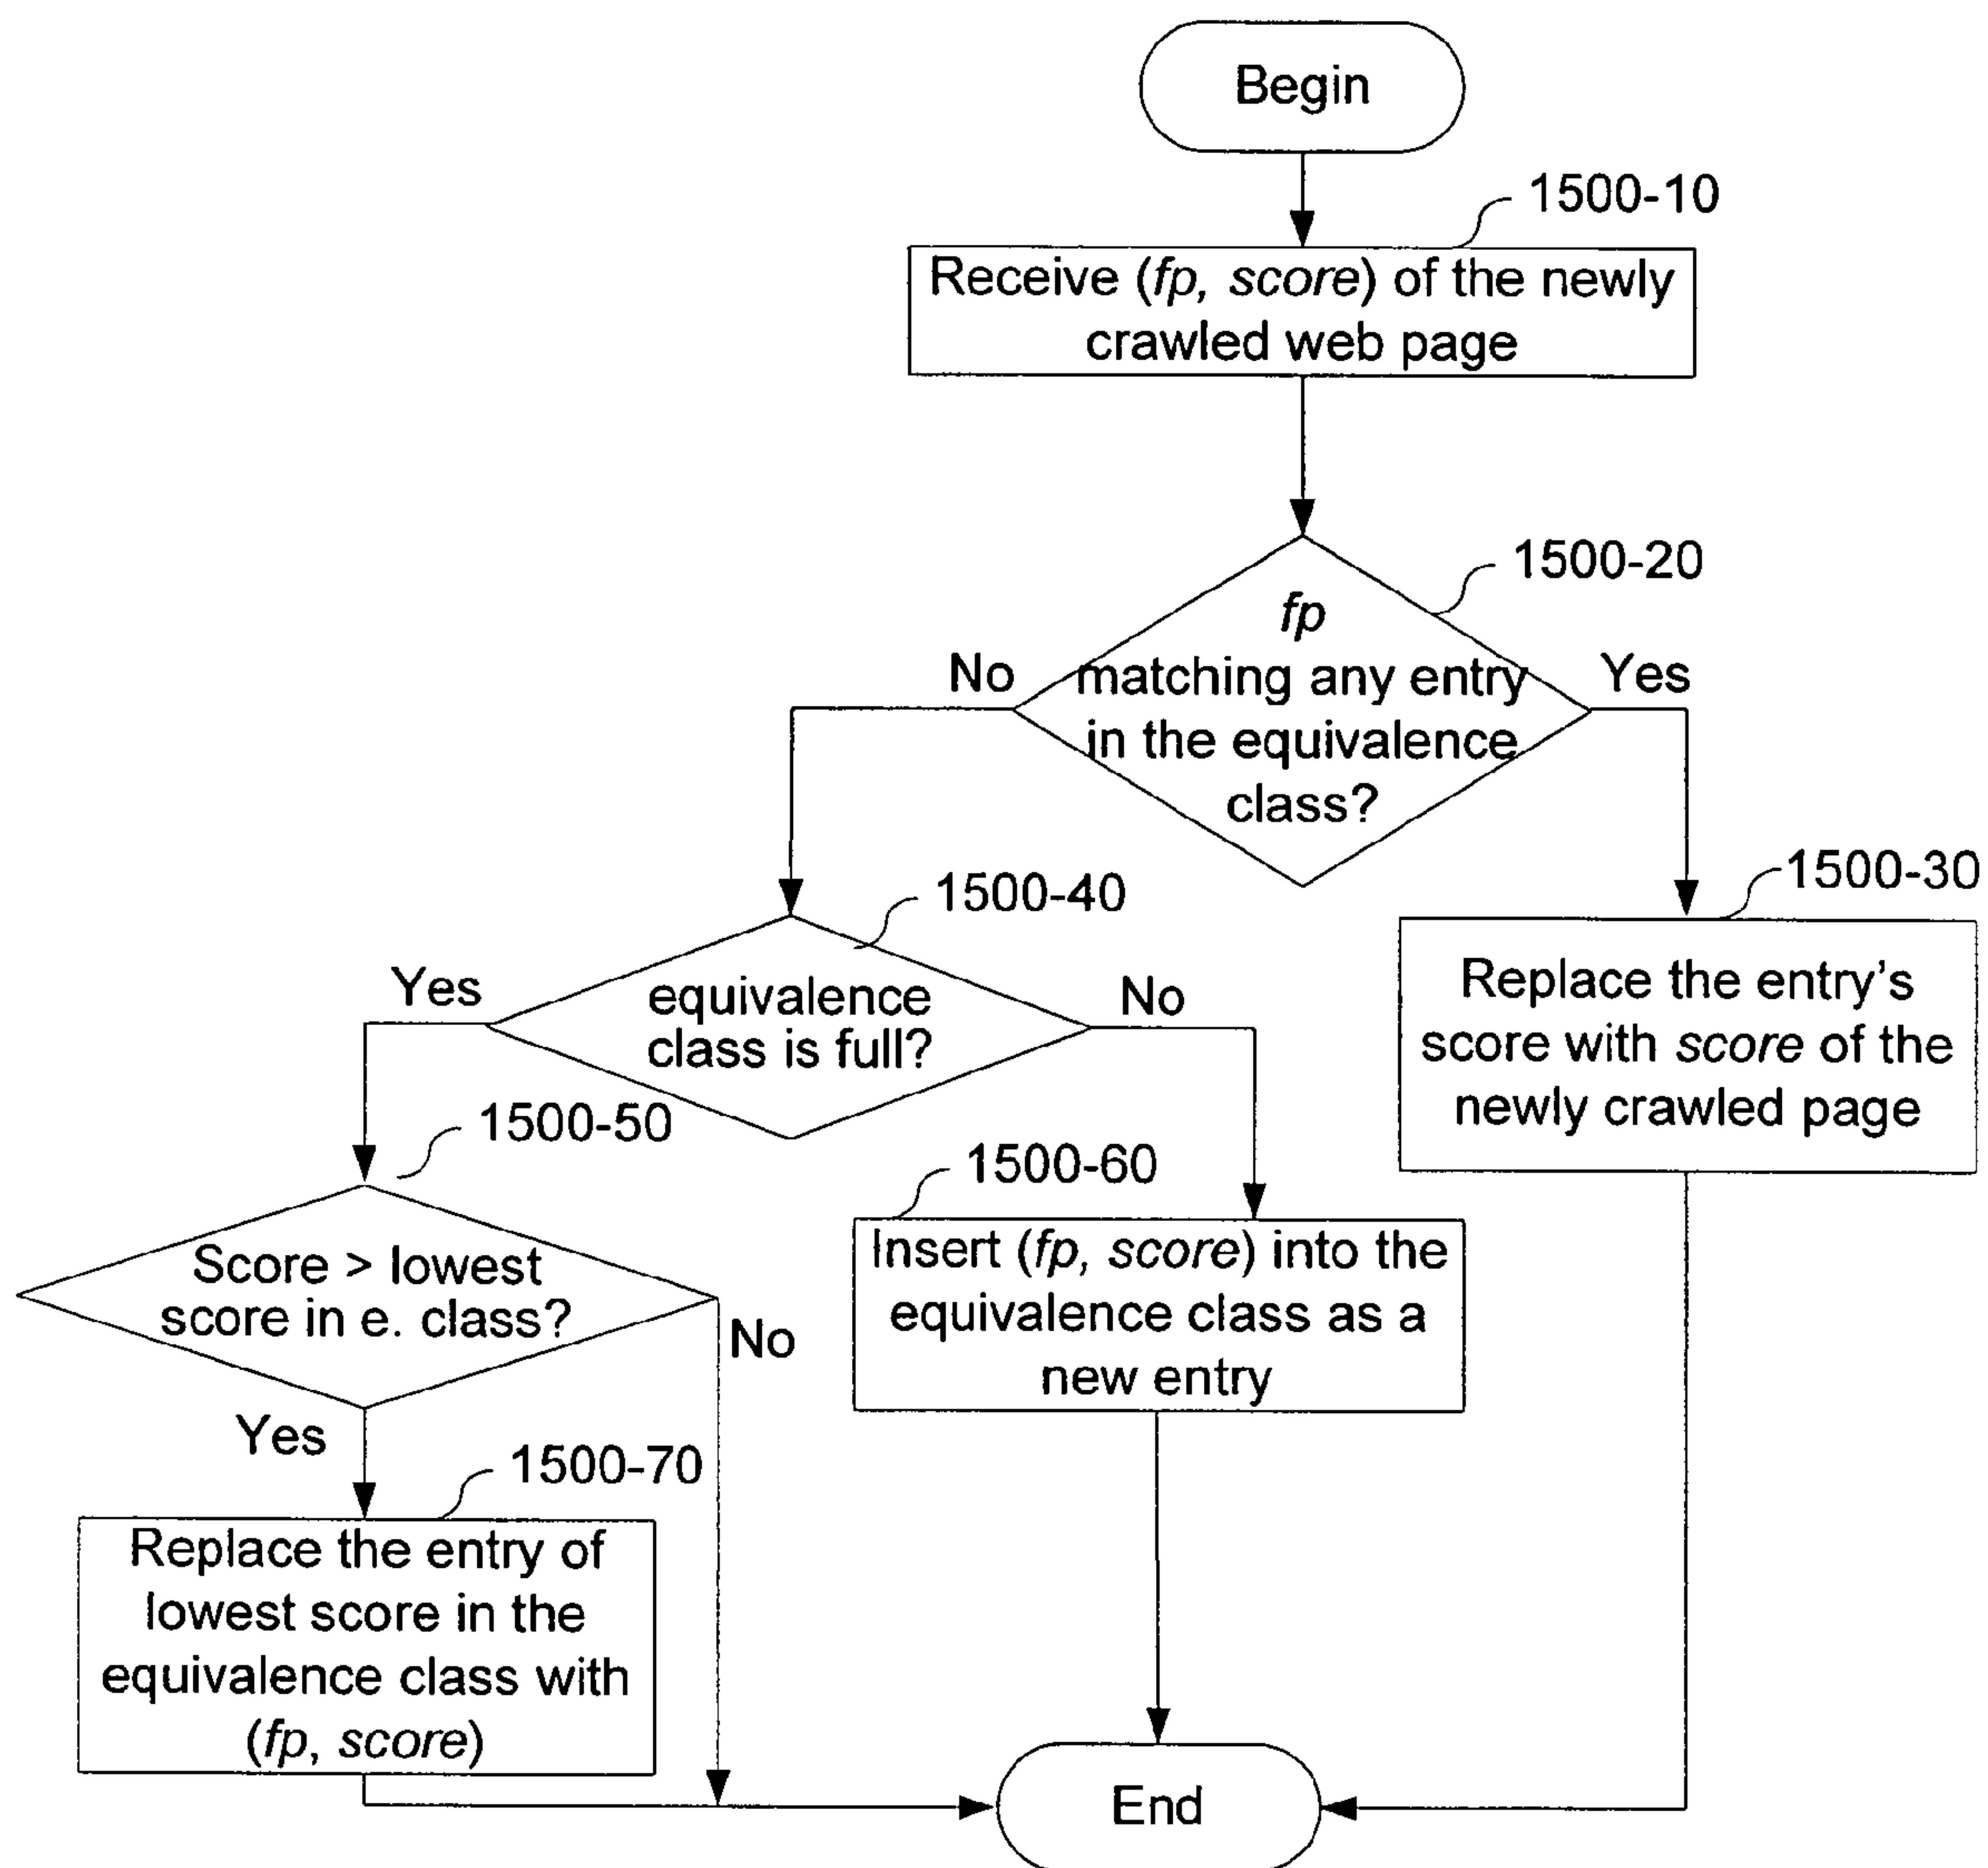 Begin
1500-10
Receive (fp, score) of the newly
crawled web page
1500-20
fp
matching any entry
in the equivalence
class?
No
Yes
1500-30
Replace the entry's
score with score of the
newly crawled page
1500-40
equivalence
class is full?
Yes
No
1500-50
Score > lowest
score in e. class?
No
Yes
1500-60
Insert (fp, score) into the
equivalence class as a
new entry
1500-70
Replace the entry of
lowest score in the
equivalence class with
(fp, score)
End